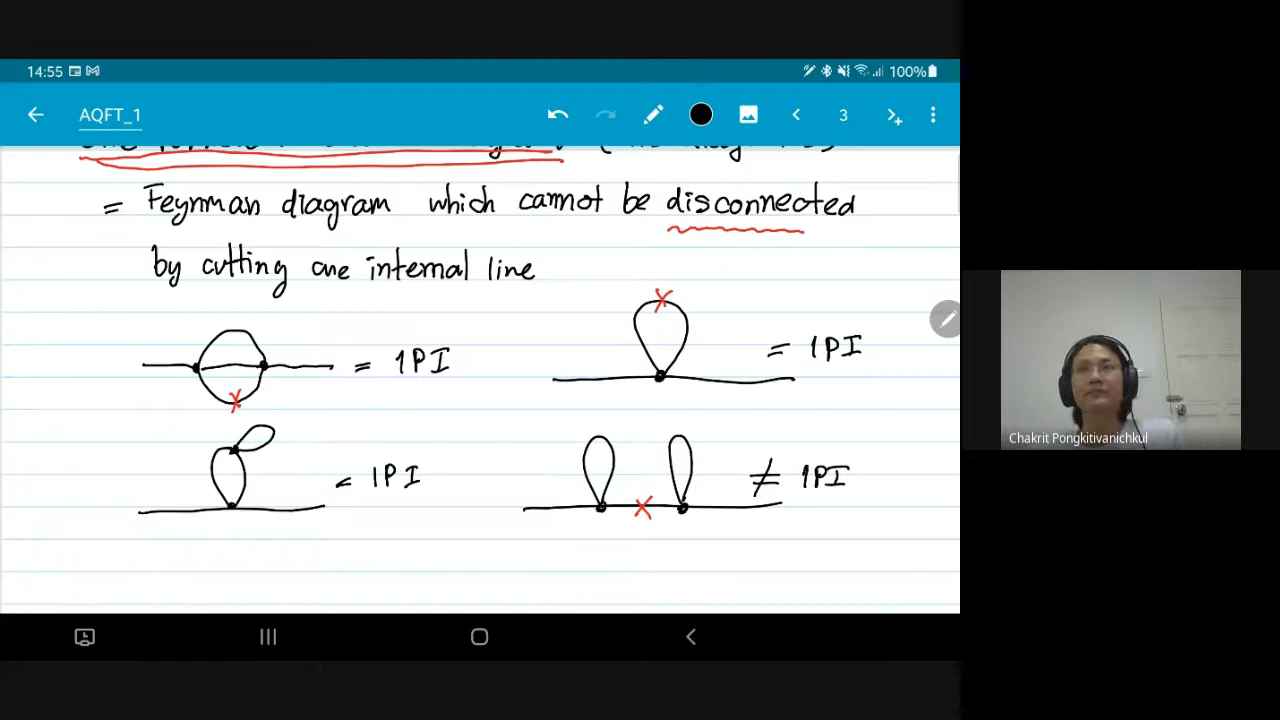 14:55 100%
AQFT_1 3
= Feynman diagram which cannot be disconnected
by cutting one internal line
= 1PI
= 1PI
= 1PI
≠ 1PI
Chakrit Pongkitivanichkul